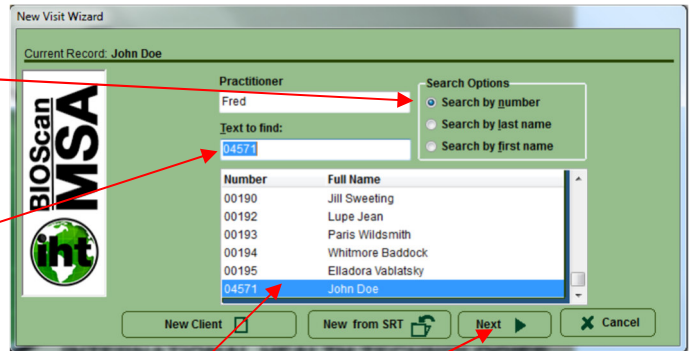 New Visit Wizard
Current Record: John Doe
BIOScan
MSA
iht
Practitioner
Fred
Text to find:
04571
Search Options
Search by number
Search by last name
Search by first name
Number Full Name
00190 Jill Sweeting
00192 Lupe Jean
00193 Paris Wildsmith
00194 Whitmore Baddock
00195 Elladora Vablatsky
04571 John Doe
New Client
New from SRT
Next
Cancel